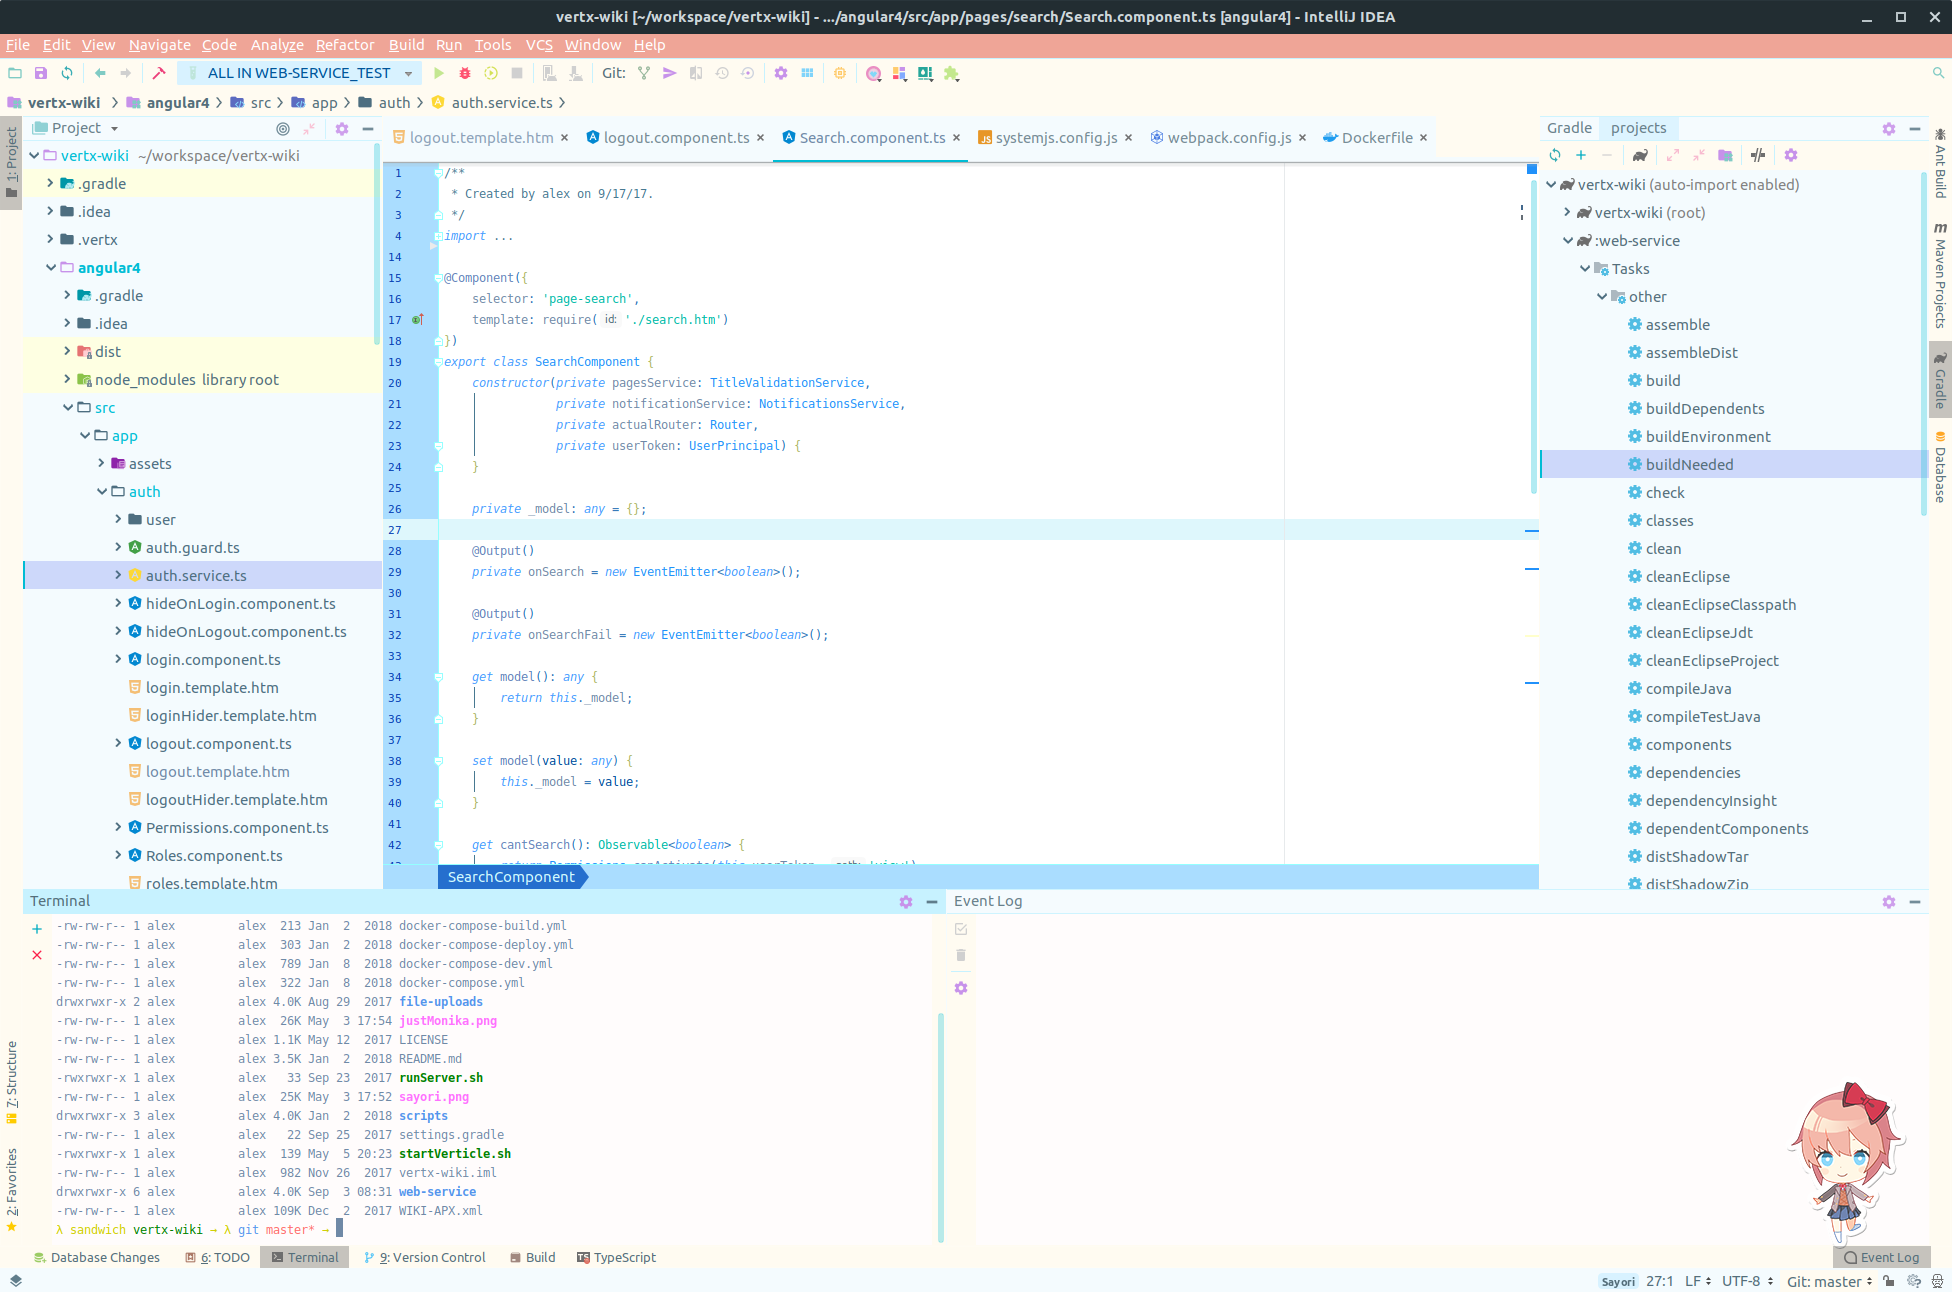 vertx-wiki [~/workspace/vertx-wiki] - .../angular4/src/app/pages/search/Search.component.ts [angular4] - IntelliJ IDEA
File Edit View Navigate Code Analyze Refactor Build Run Tools VCS Window Help
ALL IN WEB-SERVICE_TEST Git:
vertx-wiki angular4 src app auth auth.service.ts
1: Project
7: Structure
2: Favorites
Project
vertx-wiki ~/workspace/vertx-wiki
.gradle
.idea
.vertx
angular4
.gradle
.idea
dist
node_modules library root
src
app
assets
auth
user
auth.guard.ts
auth.service.ts
hideOnLogin.component.ts
hideOnLogout.component.ts
login.component.ts
login.template.htm
loginHider.template.htm
logout.component.ts
logout.template.htm
logoutHider.template.htm
Permissions.component.ts
Roles.component.ts
roles.template.htm
logout.template.htm × logout.component.ts × Search.component.ts × systemjs.config.js × webpack.config.js × Dockerfile ×
1 /**
2 * Created by alex on 9/17/17.
3 */
4 import ...
14
15 @Component({
16 selector: 'page-search',
17 template: require( id: './search.htm')
18 })
19 export class SearchComponent {
20 constructor(private pagesService: TitleValidationService,
21 private notificationService: NotificationsService,
22 private actualRouter: Router,
23 private userToken: UserPrincipal) {
24 }
25
26 private _model: any = {};
27
28 @Output()
29 private onSearch = new EventEmitter<boolean>();
30
31 @Output()
32 private onSearchFail = new EventEmitter<boolean>();
33
34 get model(): any {
35 return this._model;
36 }
37
38 set model(value: any) {
39 this._model = value;
40 }
41
42 get cantSearch(): Observable<boolean> {
SearchComponent
Gradle projects
vertx-wiki (auto-import enabled)
vertx-wiki (root)
:web-service
Tasks
other
assemble
assembleDist
build
buildDependents
buildEnvironment
buildNeeded
check
classes
clean
cleanEclipse
cleanEclipseClasspath
cleanEclipseJdt
cleanEclipseProject
compileJava
compileTestJava
components
dependencies
dependencyInsight
dependentComponents
distShadowTar
distShadowZip
Ant Build
m Maven Projects
Gradle
Database
Terminal
-rw-rw-r-- 1 alex alex 213 Jan 2 2018 docker-compose-build.yml
-rw-rw-r-- 1 alex alex 303 Jan 2 2018 docker-compose-deploy.yml
-rw-rw-r-- 1 alex alex 789 Jan 8 2018 docker-compose-dev.yml
-rw-rw-r-- 1 alex alex 322 Jan 8 2018 docker-compose.yml
drwxrwxr-x 2 alex alex 4.0K Aug 29 2017 file-uploads
-rw-rw-r-- 1 alex alex 26K May 3 17:54 justMonika.png
-rw-rw-r-- 1 alex alex 1.1K May 12 2017 LICENSE
-rw-rw-r-- 1 alex alex 3.5K Jan 2 2018 README.md
-rwxrwxr-x 1 alex alex 33 Sep 23 2017 runServer.sh
-rw-rw-r-- 1 alex alex 25K May 3 17:52 sayori.png
drwxrwxr-x 3 alex alex 4.0K Jan 2 2018 scripts
-rw-rw-r-- 1 alex alex 22 Sep 25 2017 settings.gradle
-rwxrwxr-x 1 alex alex 139 May 5 20:23 startVerticle.sh
-rw-rw-r-- 1 alex alex 982 Nov 26 2017 vertx-wiki.iml
drwxrwxr-x 6 alex alex 4.0K Sep 3 08:31 web-service
-rw-rw-r-- 1 alex alex 109K Dec 2 2017 WIKI-APX.xml
λ sandwich vertx-wiki → λ git master* →
Event Log
Database Changes 6: TODO Terminal 9: Version Control Build TypeScript Event Log
Sayori 27:1 LF UTF-8 Git: master